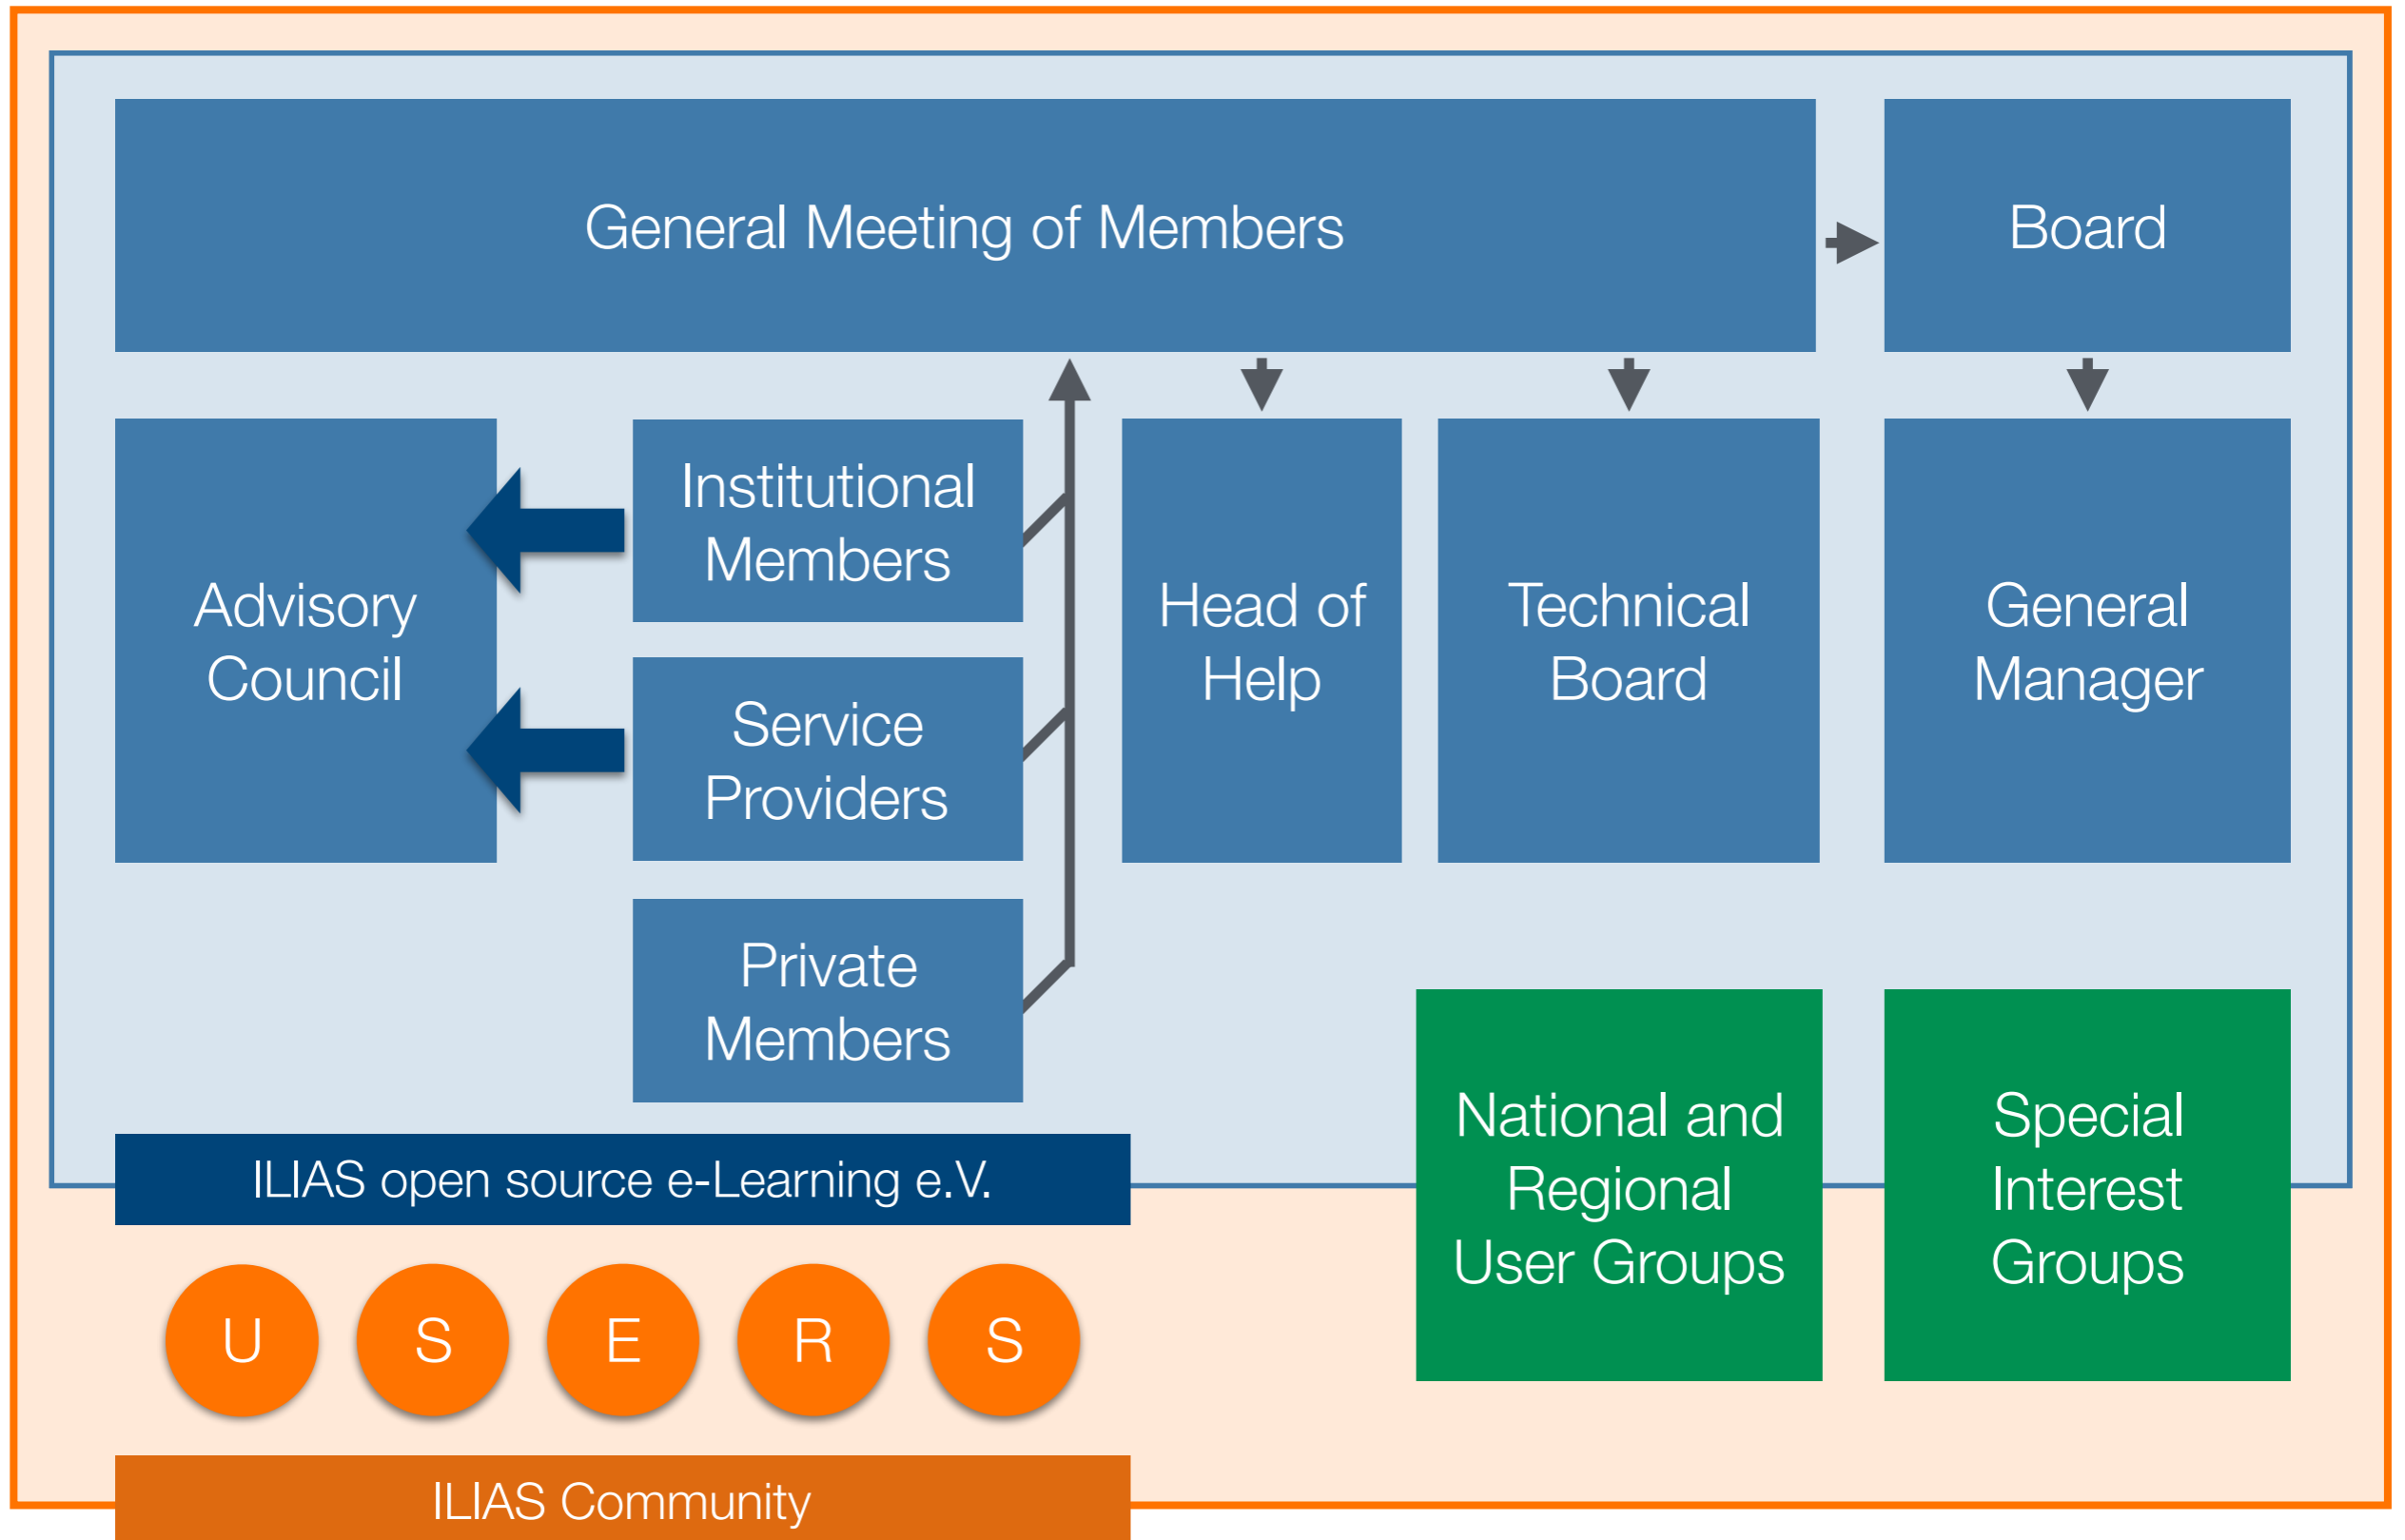 General Meeting of Members
Board
Advisory
Council
Institutional
Members
Service
Providers
Private
Members
Head of
Help
Technical
Board
General
Manager
National and
Regional
User Groups
Special
Interest
Groups
ILIAS open source e-Learning e.V.
U S E R S
ILIAS Community